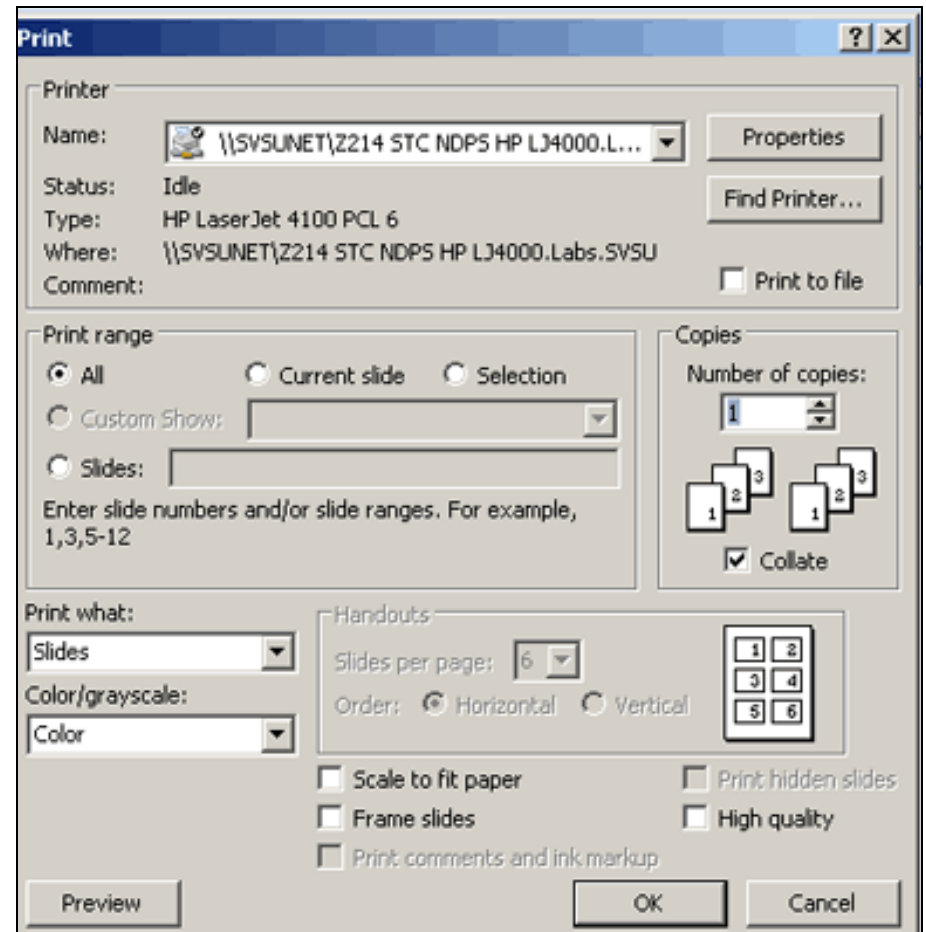 Print
Printer
Name: \\SVSUNET\Z214 STC NDPS HP LJ4000.L... Properties
Status: Idle
Find Printer...
Type: HP LaserJet 4100 PCL 6
Where: \\SVSUNET\Z214 STC NDPS HP LJ4000.Labs.SVSU
Comment: Print to file
Print range
All Current slide Selection
Custom Show:
Slides:
Enter slide numbers and/or slide ranges. For example,
1,3,5-12
Copies
Number of copies:
1
1 2 3 1 2 3
Collate
Print what:
Slides
Color/grayscale:
Color
Handouts
Slides per page: 6
Order: Horizontal Vertical
1 2
3 4
5 6
Scale to fit paper Print hidden slides
Frame slides High quality
Print comments and ink markup
Preview OK Cancel